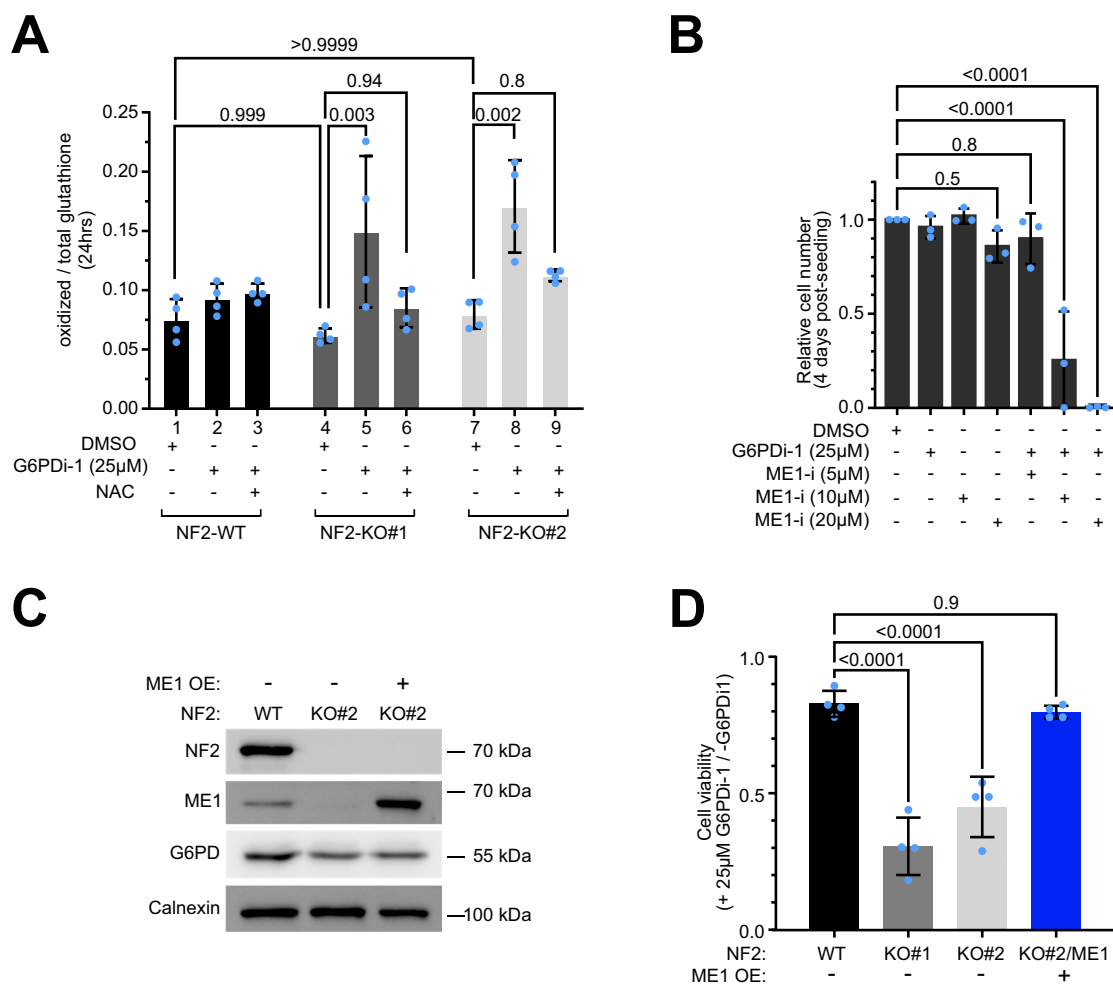 A
>0.9999
0.94
0.8
0.999
0.003
0.002
oxidized / total glutathione
(24hrs)
0.25
0.20
0.15
0.10
0.05
0.00
1 2 3 4 5 6 7 8 9
DMSO + - - + - - + - -
G6PDi-1 (25µM) - + + - + + - + +
NAC - - + - - + - - +
NF2-WT NF2-KO#1 NF2-KO#2
B
<0.0001
<0.0001
0.8
0.5
Relative cell number
(4 days post-seeding)
1.0
0.5
0.0
DMSO + - - - - - -
G6PDi-1 (25µM) - + - - + + +
ME1-i (5µM) - - - - + - -
ME1-i (10µM) - - + - - + -
ME1-i (20µM) - - - + - - +
C
ME1 OE: - - +
NF2: WT KO#2 KO#2
NF2 70 kDa
ME1 70 kDa
G6PD 55 kDa
Calnexin 100 kDa
D
0.9
<0.0001
<0.0001
Cell viability
(+ 25µM G6PDi-1 / -G6PDi1)
1.0
0.5
0.0
NF2: WT KO#1 KO#2 KO#2/ME1
ME1 OE: - - - +